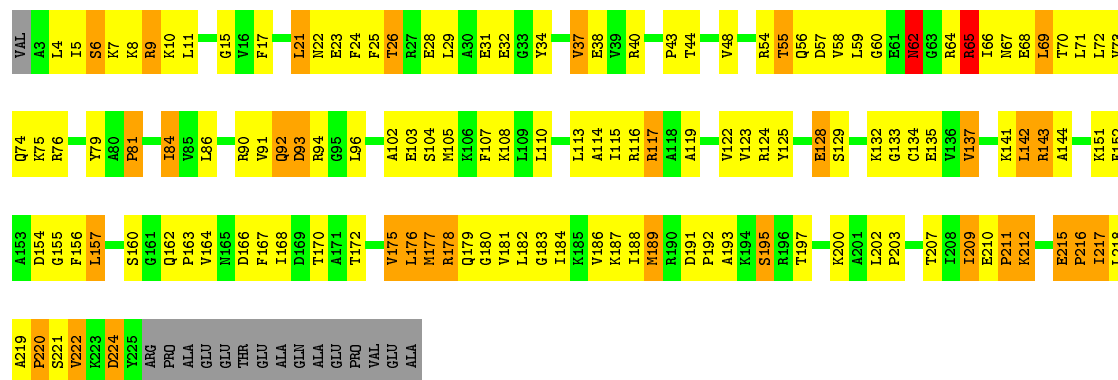 VAL A3 L4 I5 S6 K7 K8 R9 K10 L11 G15 V16 F17 L21 N22 E23 F24 F25 T26 R27 E28 L29 A30 E31 E32 G33 Y34 V37 E38 V39 R40 P43 T44 V48 R54 T55 Q56 D57 V58 L59 G60 E61 N62 G63 R64 R65 I66 N67 E68 L69 T70 L71 L72 V73
Q74 K75 R76 Y79 A80 P81 I84 V85 L86 R90 V91 Q92 D93 R94 G95 L96 A102 E103 S104 M105 K106 F107 K108 L109 L110 L113 A114 I115 R116 R117 A118 A119 V122 V123 R124 Y125 E128 S129 K132 G133 C134 E135 V136 V137 K141 L142 R143 A144 K151 F152
A153 D154 G155 F156 L157 S160 G161 Q162 P163 V164 N165 D166 F167 I168 D169 T170 A171 T172 V175 L176 M177 R178 Q179 G180 V181 L182 G183 I184 K185 V186 K187 I188 M189 R190 D191 P192 A193 K194 S195 R196 T197 K200 A201 L202 P203 T207 I208 I209 E210 P211 K212 E215 P216 I217 L218
A219 P220 S221 V222 K223 D224 Y225 ARG PRO ALA GLU GLU THR GLU ALA GLN ALA GLU PRO VAL GLU ALA